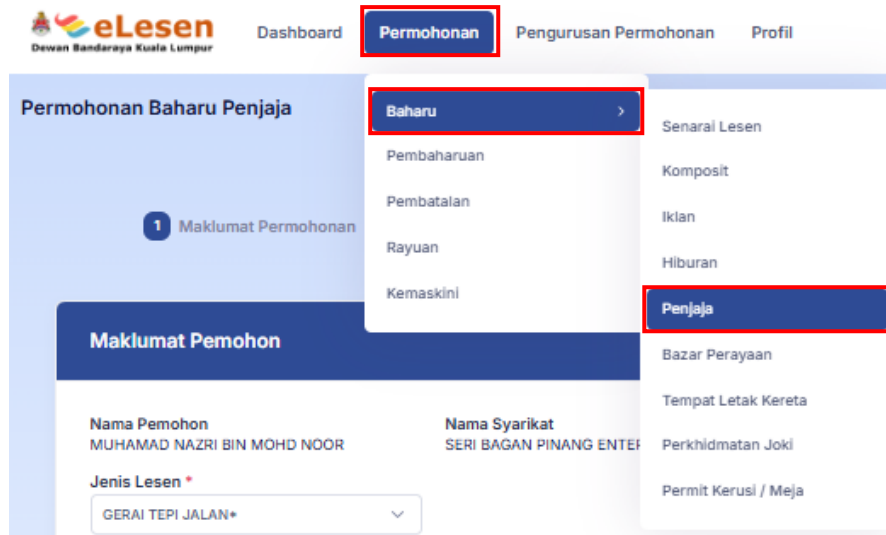 eLesen
Dewan Bandaraya Kuala Lumpur
Dashboard
Permohonan
Pengurusan Permohonan
Profil
Permohonan Baharu Penjaja
1 Maklumat Permohonan
Baharu
Pembaharuan
Pembatalan
Rayuan
Kemaskini
Senarai Lesen
Komposit
Iklan
Hiburan
Penjaja
Bazar Perayaan
Tempat Letak Kereta
Perkhidmatan Joki
Permit Kerusi / Meja
Maklumat Pemohon
Nama Pemohon
MUHAMAD NAZRI BIN MOHD NOOR
Nama Syarikat
SERI BAGAN PINANG ENTER
Jenis Lesen *
GERAI TEPI JALAN*